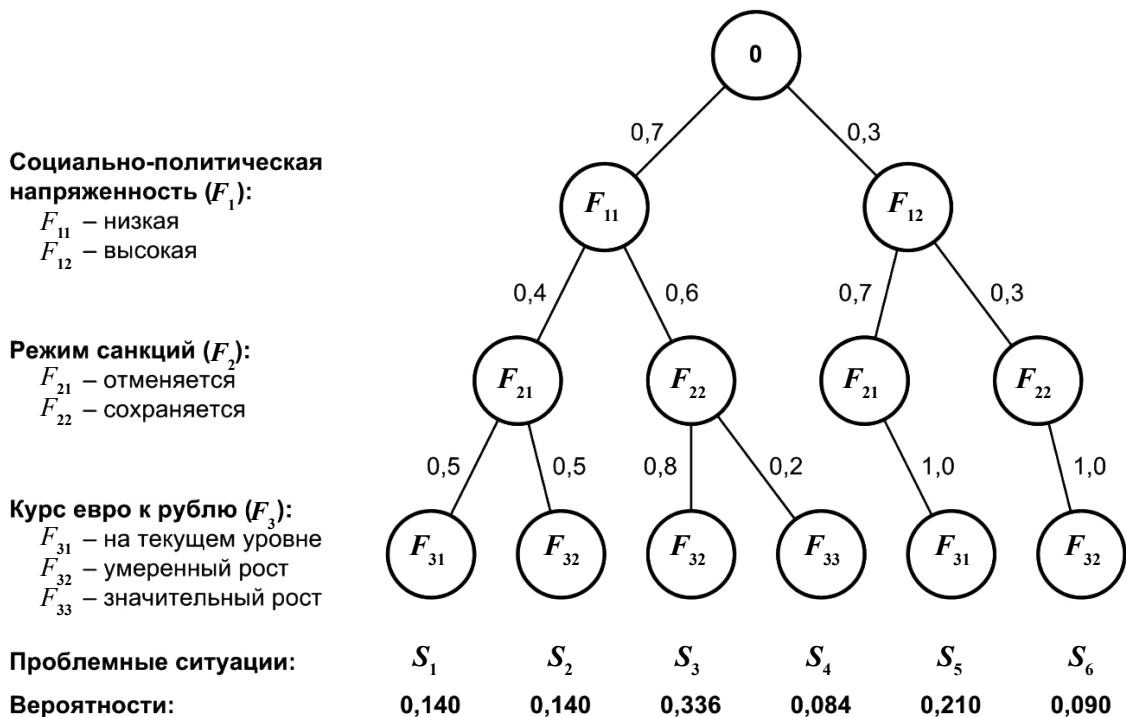 0
0,7 0,3
Социально-политическая
напряженность (F₁):
F₁₁ – низкая
F₁₂ – высокая
F₁₁ F₁₂
0,4 0,6 0,7 0,3
Режим санкций (F₂):
F₂₁ – отменяется
F₂₂ – сохраняется
F₂₁ F₂₂ F₂₁ F₂₂
0,5 0,5 0,8 0,2 1,0 1,0
Курс евро к рублю (F₃):
F₃₁ – на текущем уровне
F₃₂ – умеренный рост
F₃₃ – значительный рост
F₃₁ F₃₂ F₃₂ F₃₃ F₃₁ F₃₂
Проблемные ситуации: S₁ S₂ S₃ S₄ S₅ S₆
Вероятности: 0,140 0,140 0,336 0,084 0,210 0,090